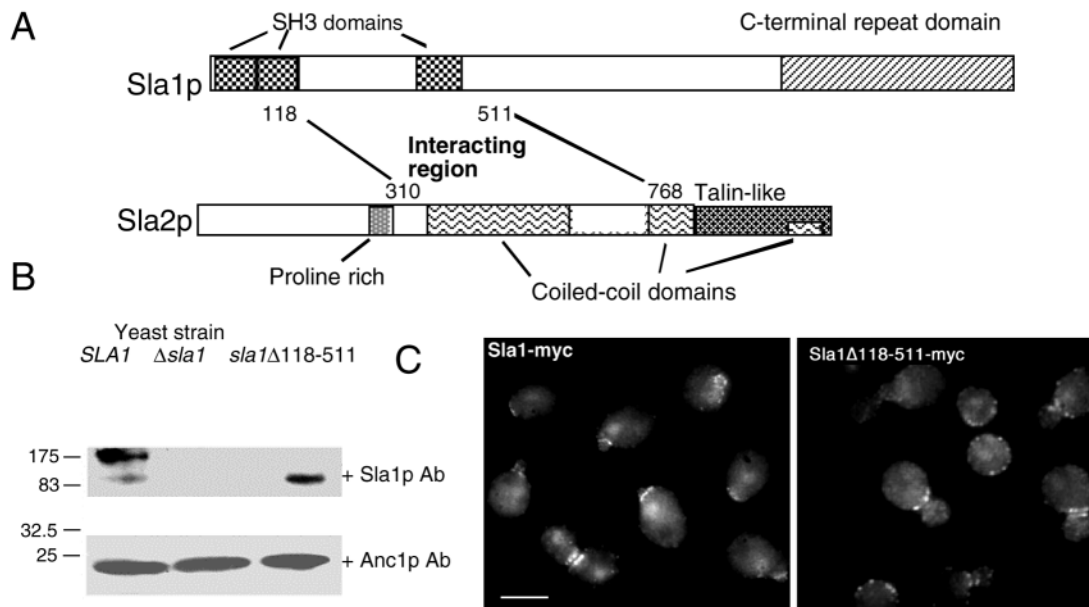 A
SH3 domains
C-terminal repeat domain
Sla1p
118
511
Interacting
region
310
768
Talin-like
Sla2p
Proline rich
Coiled-coil domains
B
Yeast strain
SLA1 Δsla1 sla1Δ118-511
175
83
+ Sla1p Ab
32.5
25
+ Anc1p Ab
C
Sla1-myc
Sla1Δ118-511-myc